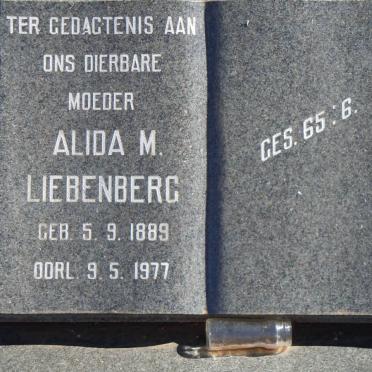 TER GEDAGTENIS AAN
ONS DIERBARE
MOEDER
ALIDA M.
LIEBENBERG
GEB. 5. 9. 1889
OORL. 9. 5. 1977
GES. 65 : 6.